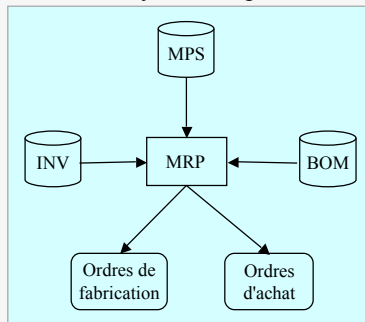 MPS
INV
MRP
BOM
Ordres de
fabrication
Ordres
d'achat